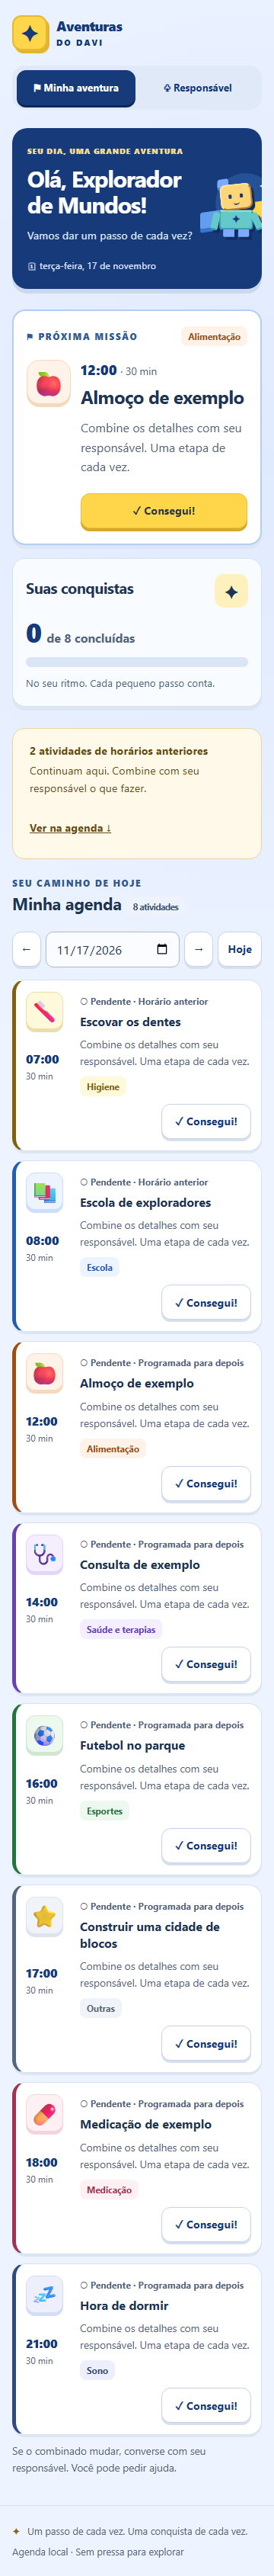 Aventuras
DO DAVI
Minha aventura
Responsável
SEU DIA, UMA GRANDE AVENTURA
Olá, Explorador
de Mundos!
Vamos dar um passo de cada vez?
terça-feira, 17 de novembro
PRÓXIMA MISSÃO
Alimentação
12:00 · 30 min
Almoço de exemplo
Combine os detalhes com seu
responsável. Uma etapa de
cada vez.
✓ Consegui!
Suas conquistas
0 de 8 concluídas
No seu ritmo. Cada pequeno passo conta.
2 atividades de horários anteriores
Continuam aqui. Combine com seu
responsável o que fazer.
Ver na agenda ↓
SEU CAMINHO DE HOJE
Minha agenda 8 atividades
← 11/17/2026 → Hoje
○ Pendente · Horário anterior
Escovar os dentes
07:00
30 min
Combine os detalhes com seu
responsável. Uma etapa de cada vez.
Higiene
✓ Consegui!
○ Pendente · Horário anterior
Escola de exploradores
08:00
30 min
Combine os detalhes com seu
responsável. Uma etapa de cada vez.
Escola
✓ Consegui!
○ Pendente · Programada para depois
Almoço de exemplo
12:00
30 min
Combine os detalhes com seu
responsável. Uma etapa de cada vez.
Alimentação
✓ Consegui!
○ Pendente · Programada para depois
Consulta de exemplo
14:00
30 min
Combine os detalhes com seu
responsável. Uma etapa de cada vez.
Saúde e terapias
✓ Consegui!
○ Pendente · Programada para depois
Futebol no parque
16:00
30 min
Combine os detalhes com seu
responsável. Uma etapa de cada vez.
Esportes
✓ Consegui!
○ Pendente · Programada para depois
Construir uma cidade de
blocos
17:00
30 min
Combine os detalhes com seu
responsável. Uma etapa de cada vez.
Outras
✓ Consegui!
○ Pendente · Programada para depois
Medicação de exemplo
18:00
30 min
Combine os detalhes com seu
responsável. Uma etapa de cada vez.
Medicação
✓ Consegui!
○ Pendente · Programada para depois
Hora de dormir
21:00
30 min
Combine os detalhes com seu
responsável. Uma etapa de cada vez.
Sono
✓ Consegui!
Se o combinado mudar, converse com seu
responsável. Você pode pedir ajuda.
✦ Um passo de cada vez. Uma conquista de cada vez.
Agenda local · Sem pressa para explorar